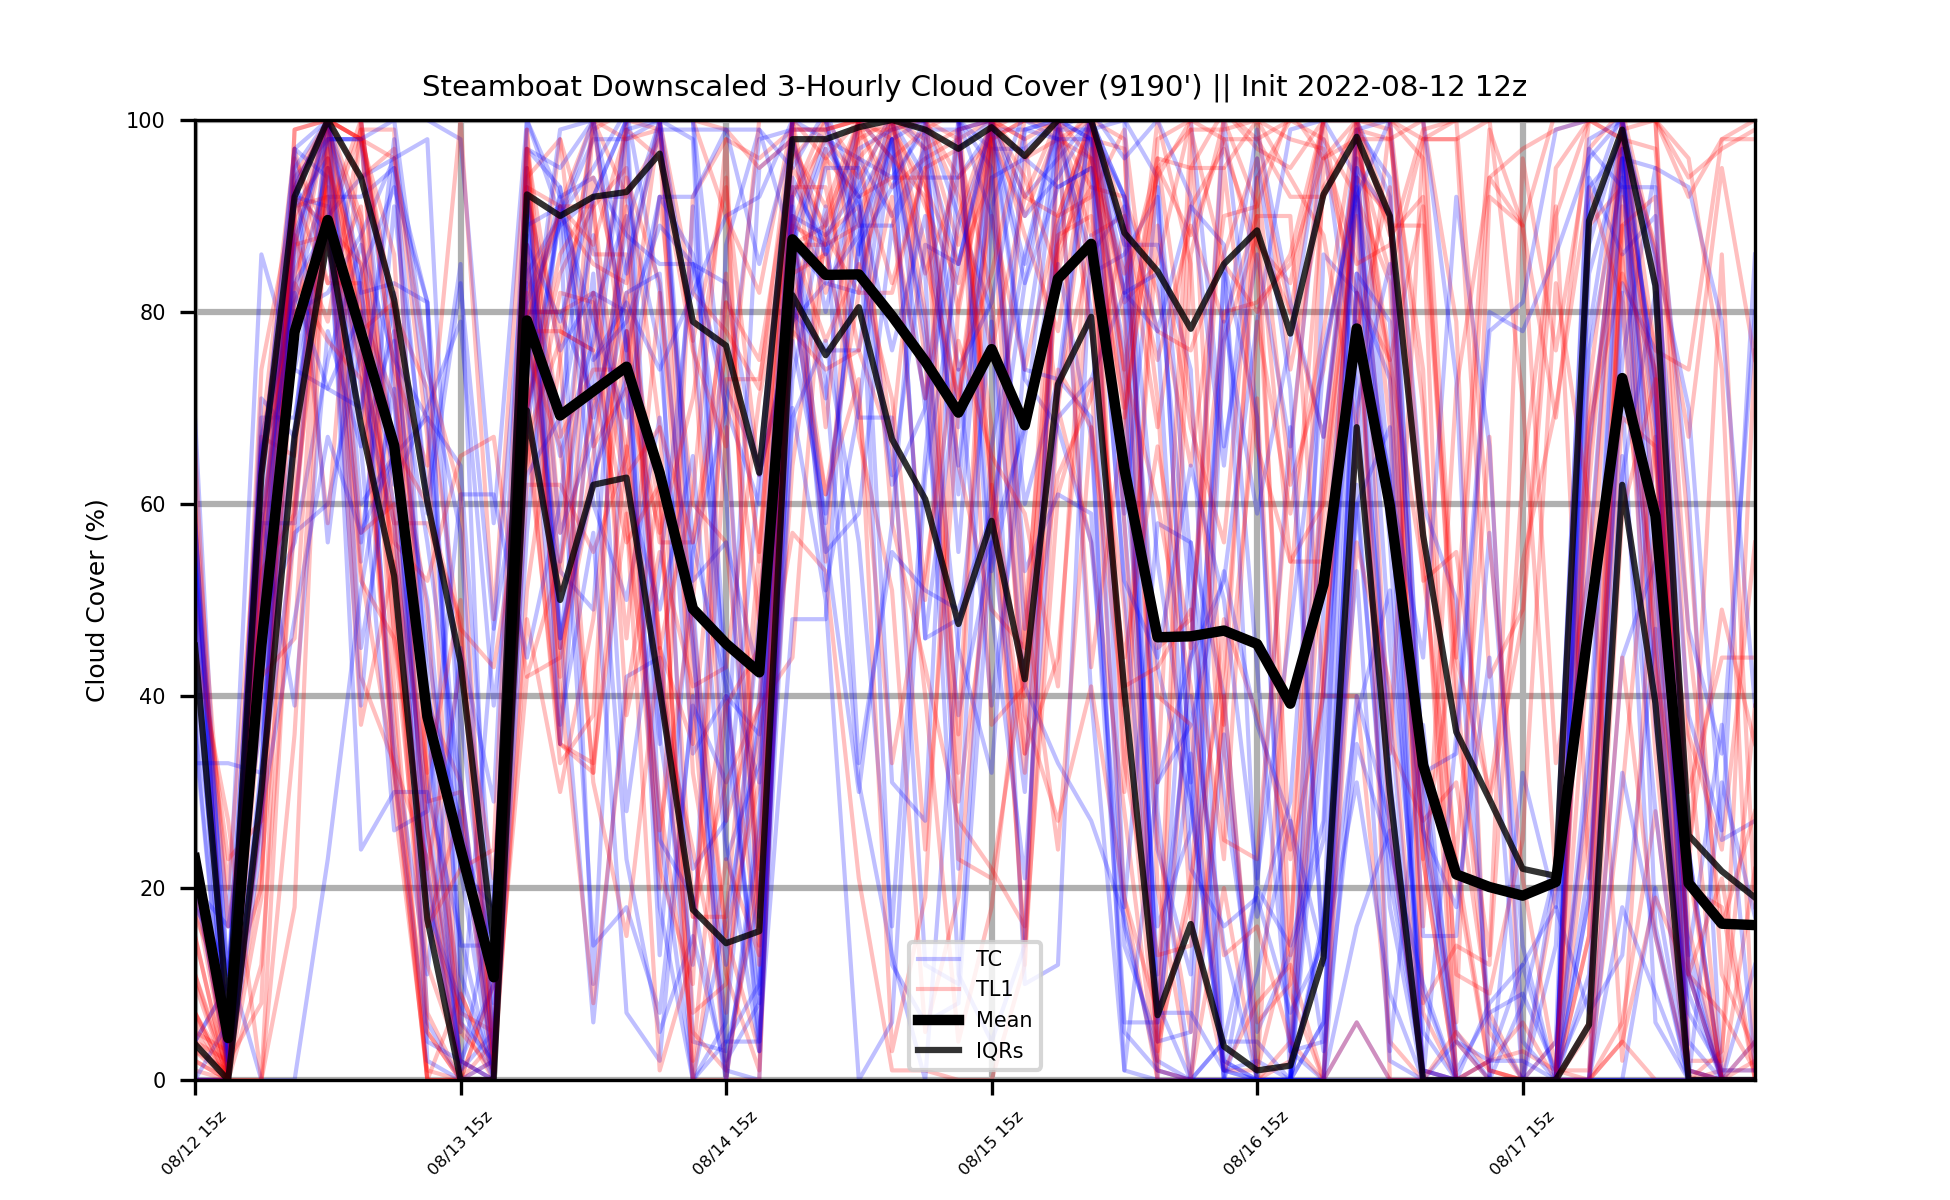 Steamboat Downscaled 3-Hourly Cloud Cover (9190') || Init 2022-08-12 12z
Cloud Cover (%)
100
80
60
40
20
0
TC
TL1
Mean
IQRs
08/12 15z
08/13 15z
08/14 15z
08/15 15z
08/16 15z
08/17 15z